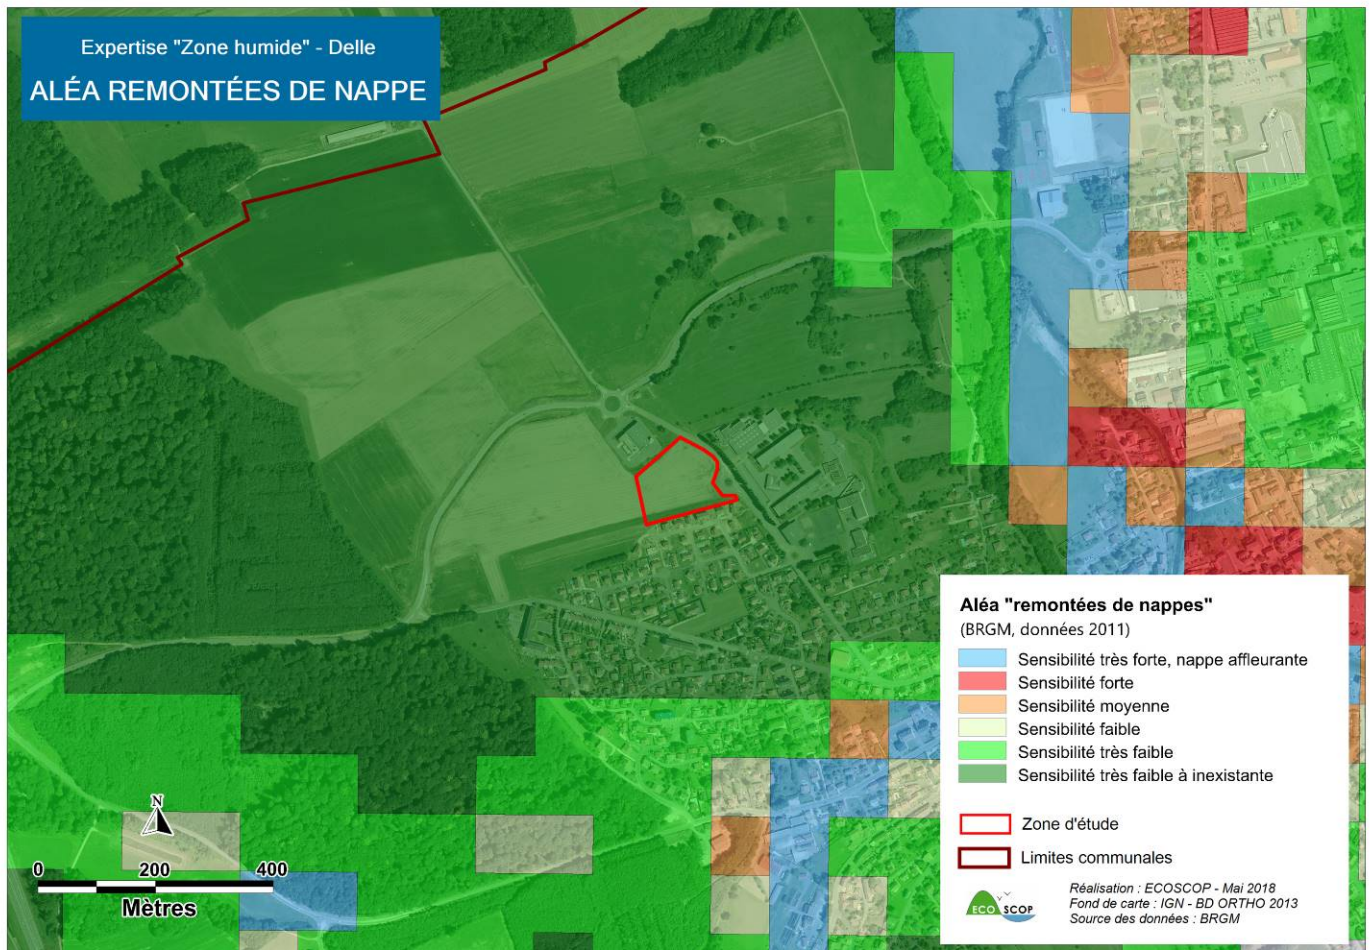 Expertise "Zone humide" - Delle
ALÉA REMONTÉES DE NAPPE
Aléa "remontées de nappes"
(BRGM, données 2011)
Sensibilité très forte, nappe affleurante
Sensibilité forte
Sensibilité moyenne
Sensibilité faible
Sensibilité très faible
Sensibilité très faible à inexistante
Zone d'étude
Limites communales
ECO SCOP
Réalisation : ECOSCOP - Mai 2018
Fond de carte : IGN - BD ORTHO 2013
Source des données : BRGM
N
0 200 400
Mètres